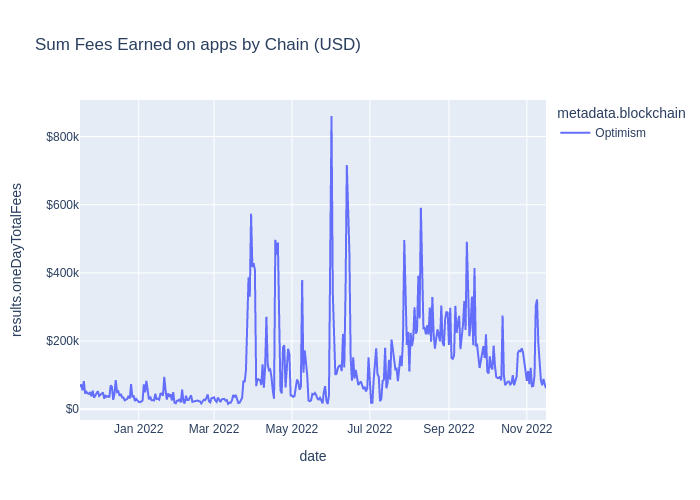 Sum Fees Earned on apps by Chain (USD)
metadata.blockchain
Optimism
$800k
$600k
$400k
$200k
$0
results.oneDayTotalFees
Jan 2022 Mar 2022 May 2022 Jul 2022 Sep 2022 Nov 2022
date